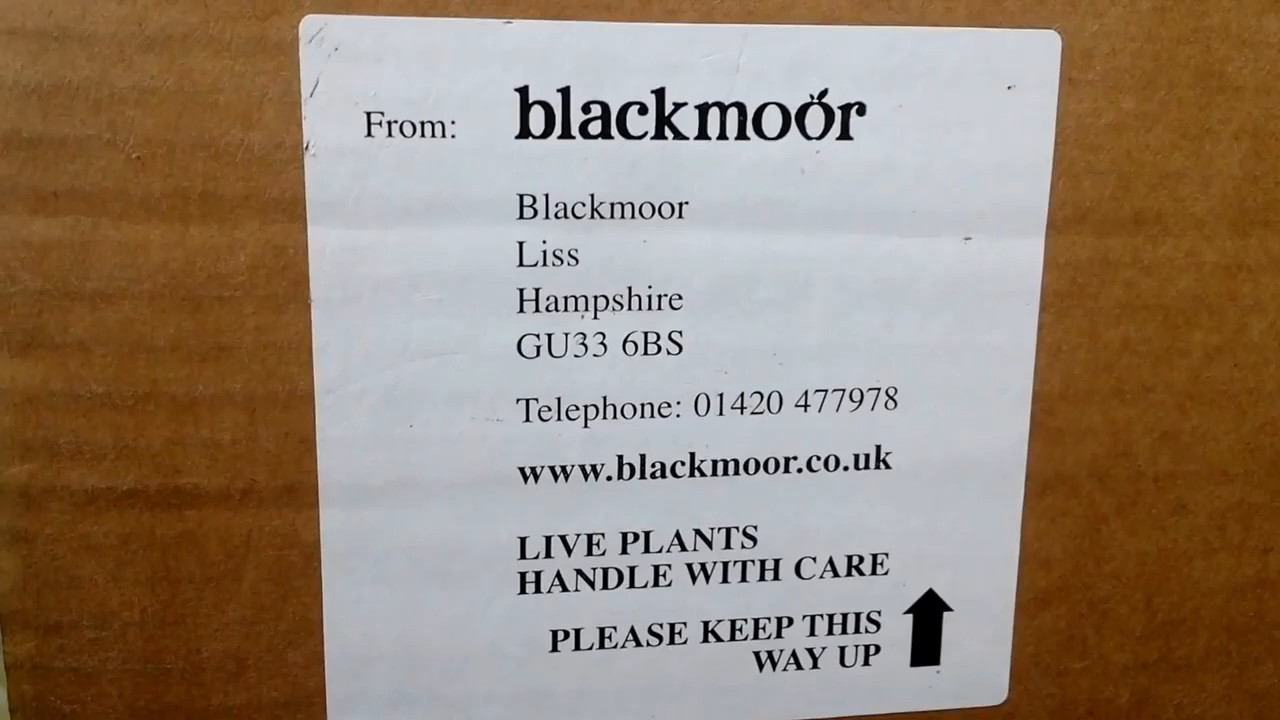 From: blackmoor
Blackmoor
Liss
Hampshire
GU33 6BS
Telephone: 01420 477978
www.blackmoor.co.uk
LIVE PLANTS
HANDLE WITH CARE
PLEASE KEEP THIS
WAY UP